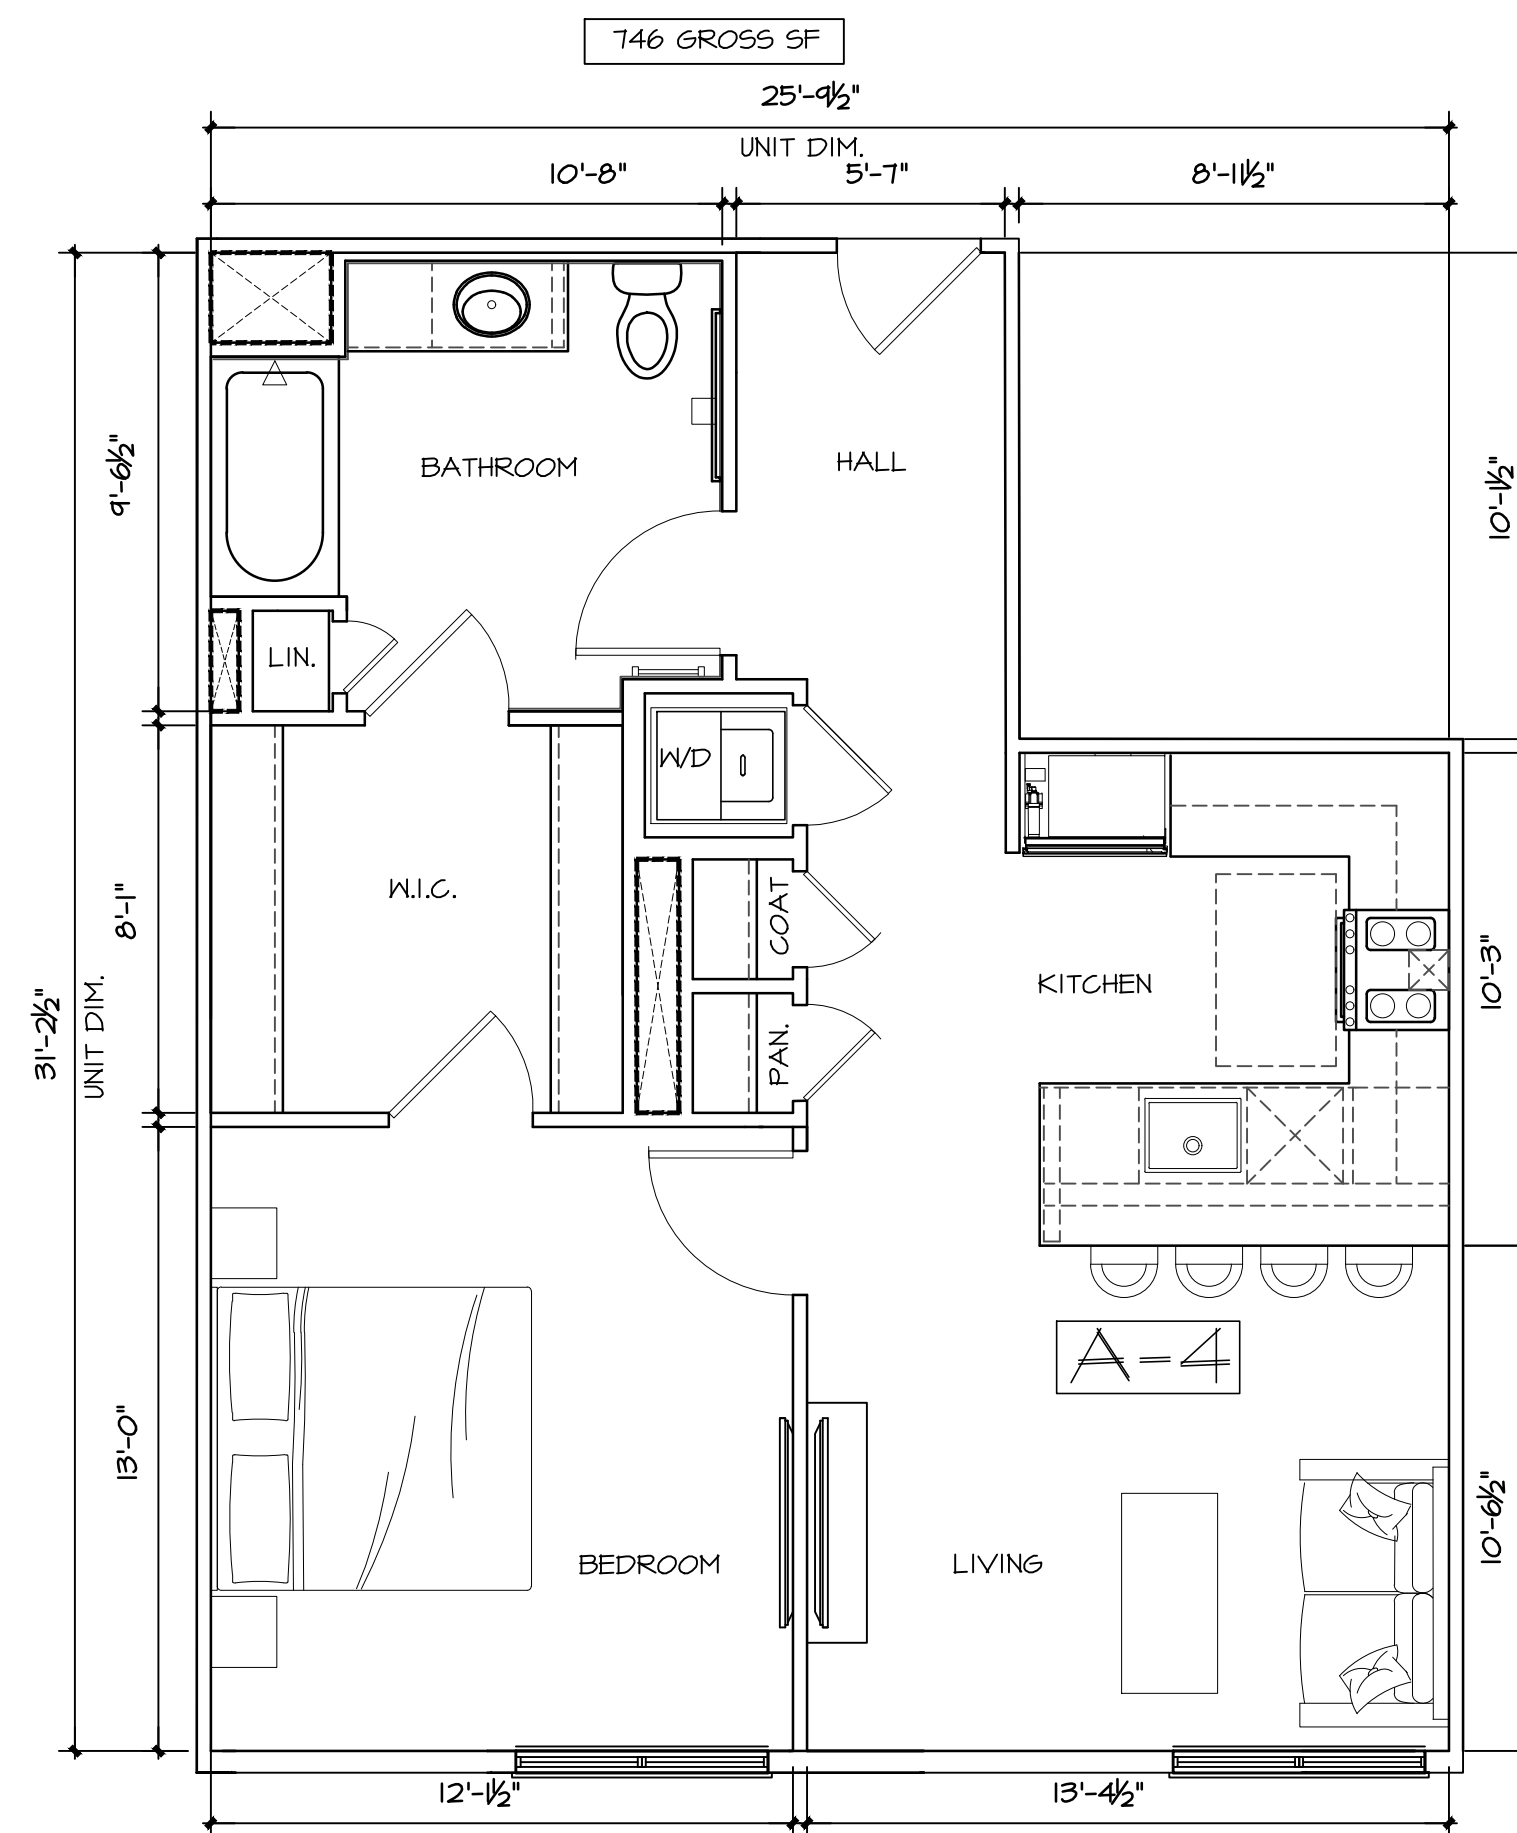 746 GROSS SF
25'-9½"
UNIT DIM.
10'-8"
5'-7"
8'-11½"
9'-6½"
BATHROOM
HALL
10'-1½"
LIN.
W/D
8'-1"
W.I.C.
COAT
KITCHEN
10'-3"
31'-2½"
UNIT DIM.
PAN.
A-4
13'-0"
BEDROOM
LIVING
10'-6½"
12'-1½"
13'-4½"